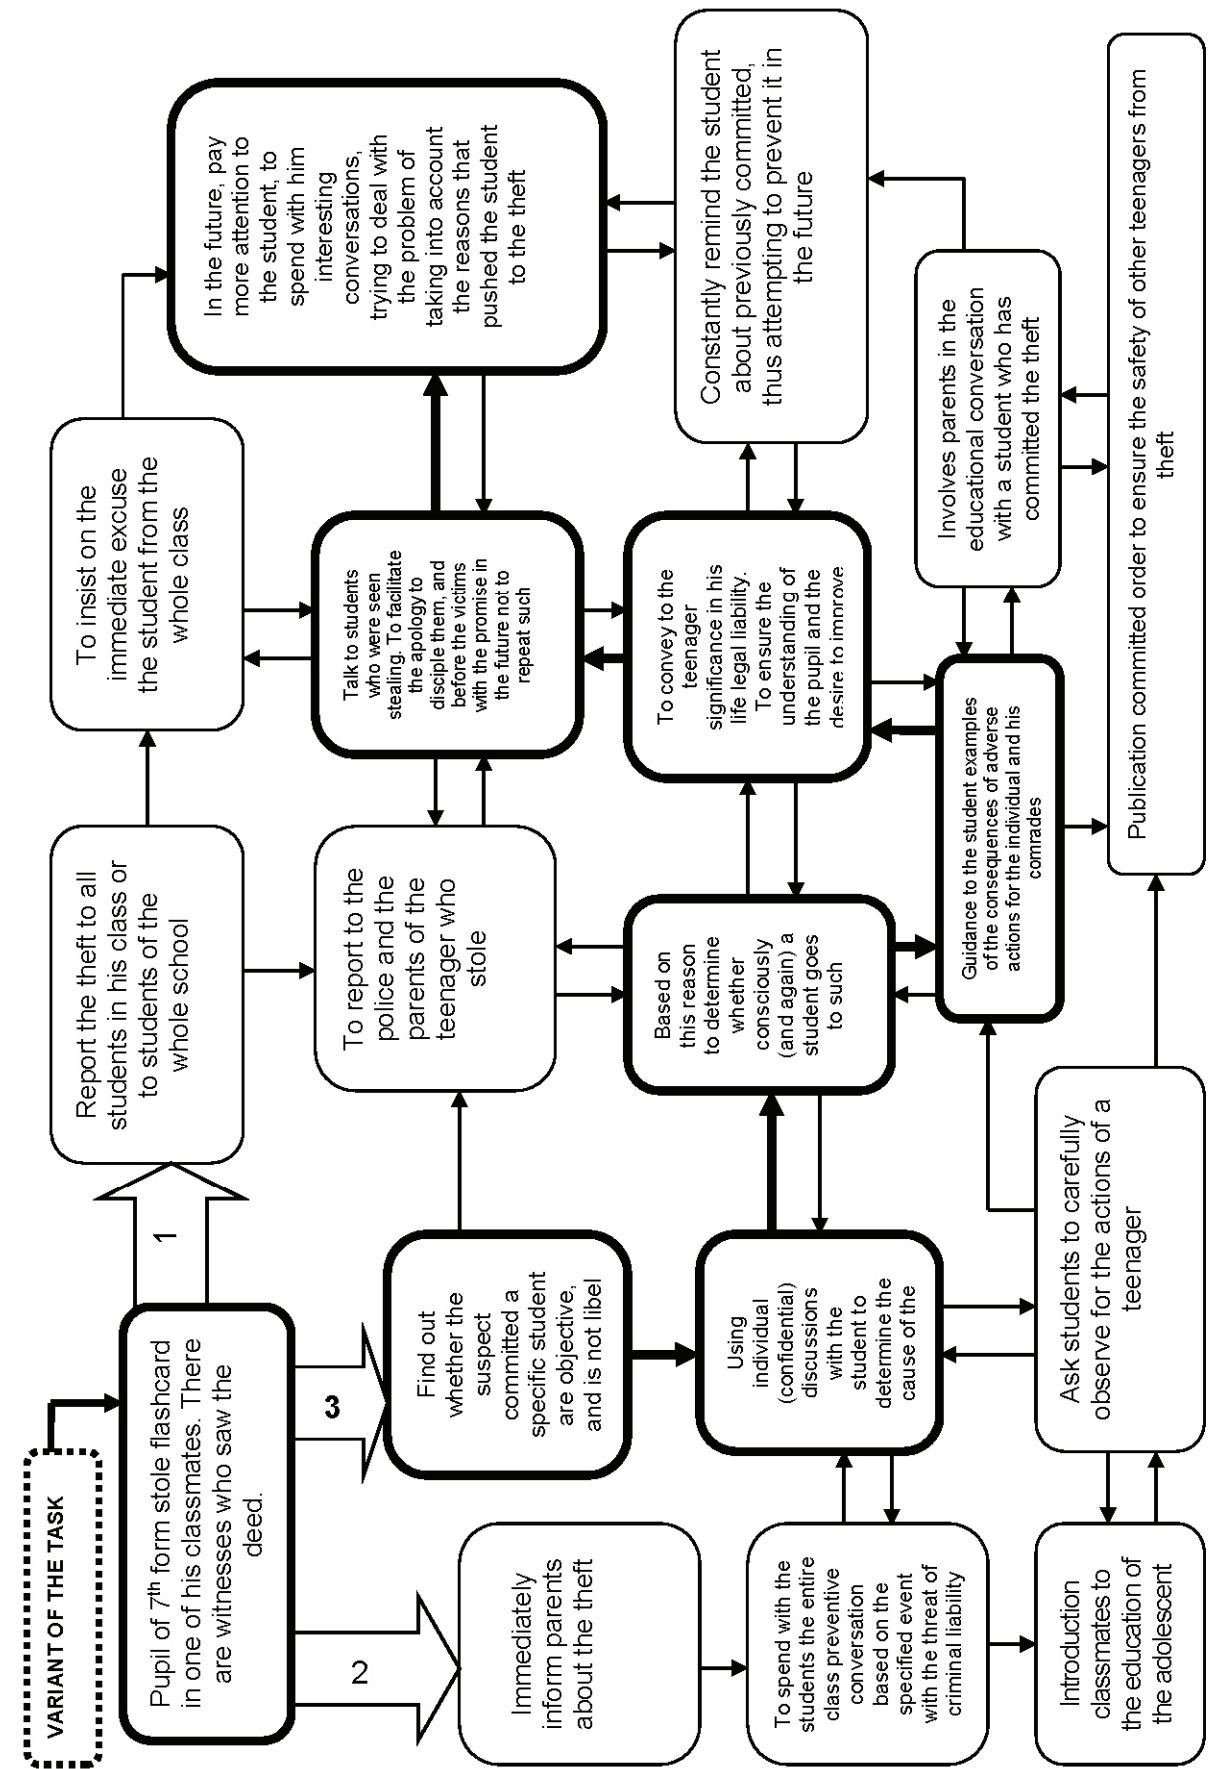 VARIANT OF THE TASK
Pupil of 7th form stole flashcard
in one of his classmates. There
are witnesses who saw the
deed.
1
2
3
Report the theft to all
students in his class or
to students of the
whole school
To insist on the
immediate excuse
the student from the
whole class
In the future, pay
more attention to
the student, to
spend with him
interesting
conversations,
trying to deal with
the problem of
taking into account
the reasons that
pushed the student
to the theft
To report to the
police and the
parents of the
teenager who
stole
Talk to students
who were seen
stealing. To facilitate
the apology to
disciple them, and
before the victims
with the promise in
the future not to
repeat such
Find out
whether the
suspect
committed a
specific student
are objective,
and is not libel
Immediately
inform parents
about the theft
Based on
this reason
to determine
whether
consciously
(and again) a
student goes
to such
To convey to the
teenager
significance in his
life legal liability.
To ensure the
understanding of
the pupil and the
desire to improve.
Constantly remind the student
about previously committed,
thus attempting to prevent it in
the future
Using
individual
(confidential)
discussions
with the
student to
determine the
cause of the
To spend with the
students the entire
class preventive
conversation
based on the
specified event
with the threat of
criminal liability
Guidance to the student examples
of the consequences of adverse
actions for the individual and his
comrades
Involves parents in the
educational conversation
with a student who has
committed the theft
Introduction
classmates to
the education of
the adolescent
Ask students to carefully
observe for the actions of a
teenager
Publication committed order to ensure the safety of other teenagers from
theft